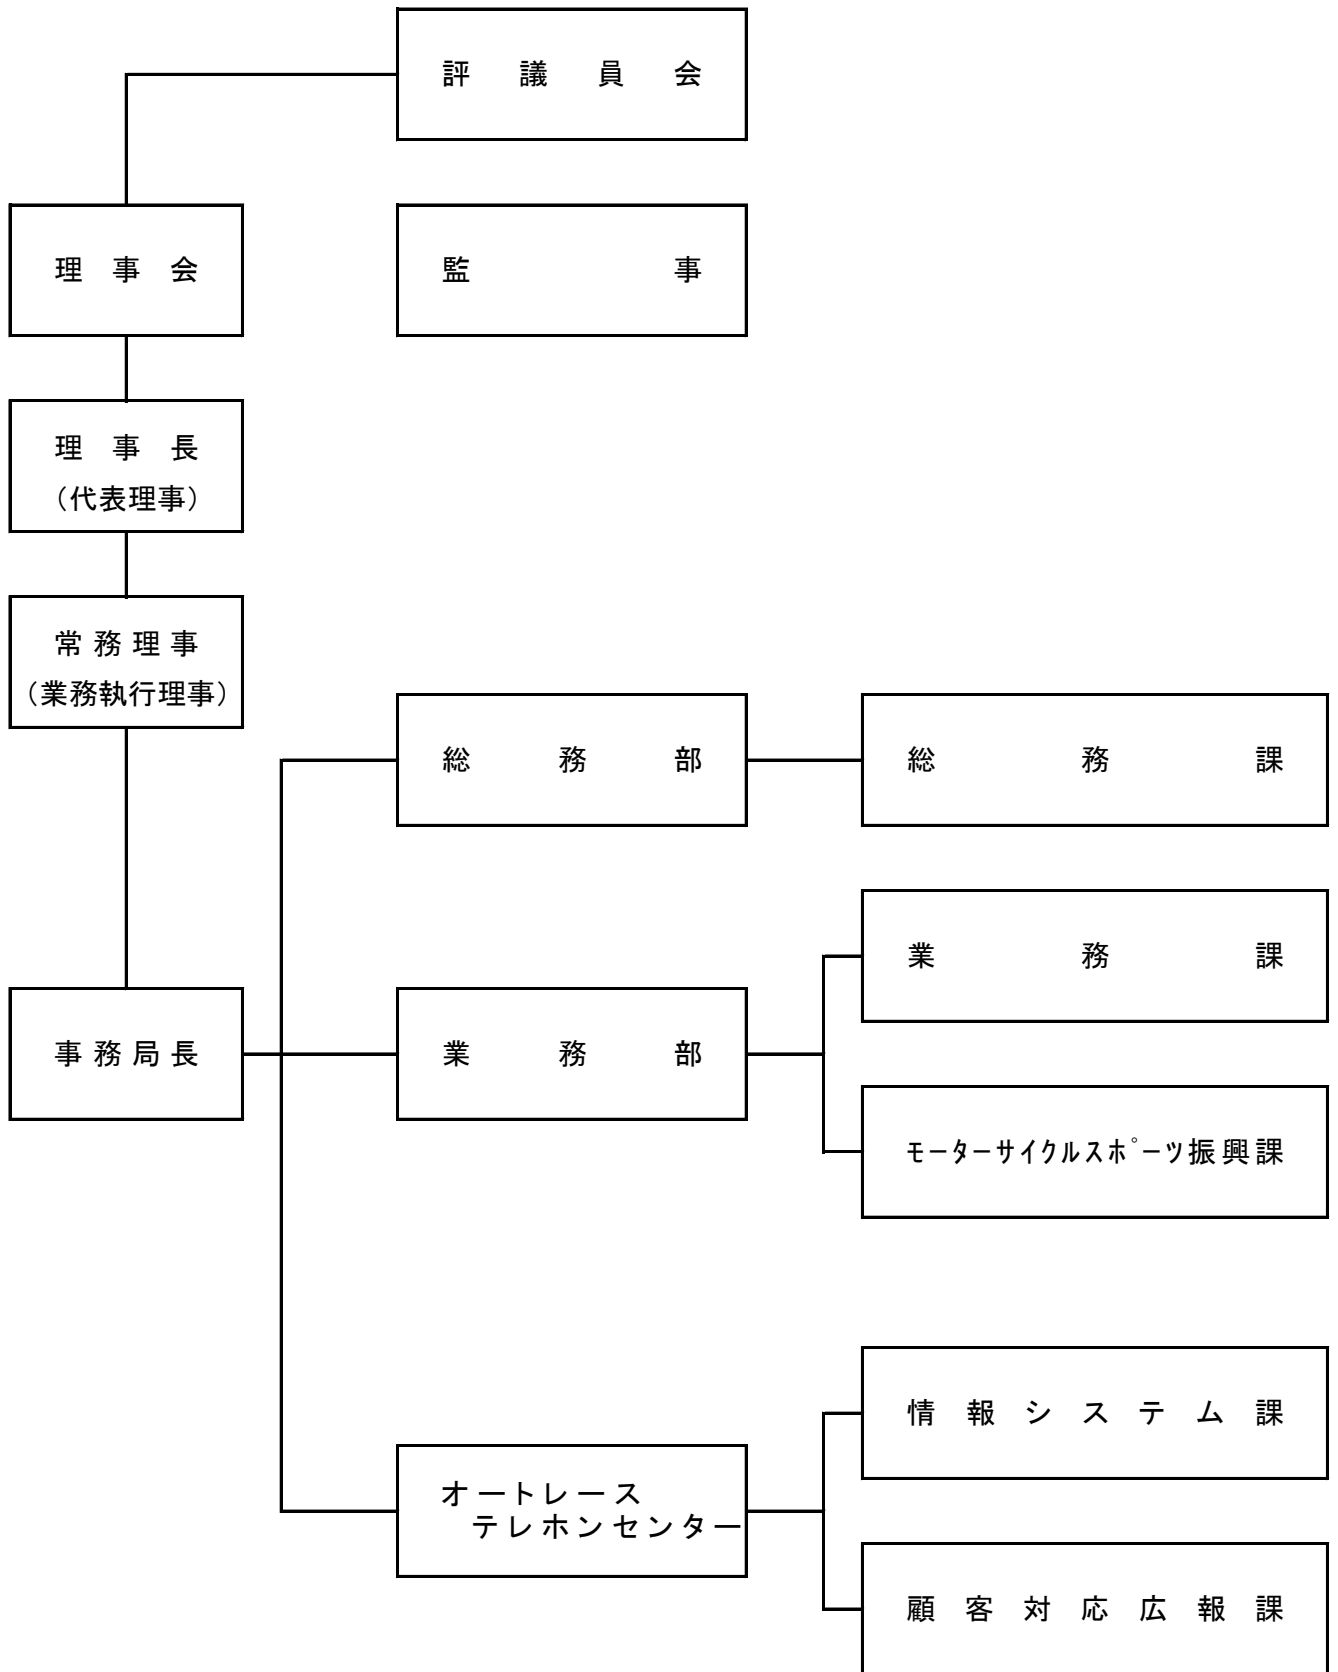 評議員会
理事会
監事
理事長
（代表理事）
常務理事
（業務執行理事）
総務部
総務課
業務課
事務局長
業務部
ﾓｰﾀｰｻｲｸﾙｽﾎﾟｰﾂ振興課
情報システム課
オートレース
テレホンセンター
顧客対応広報課